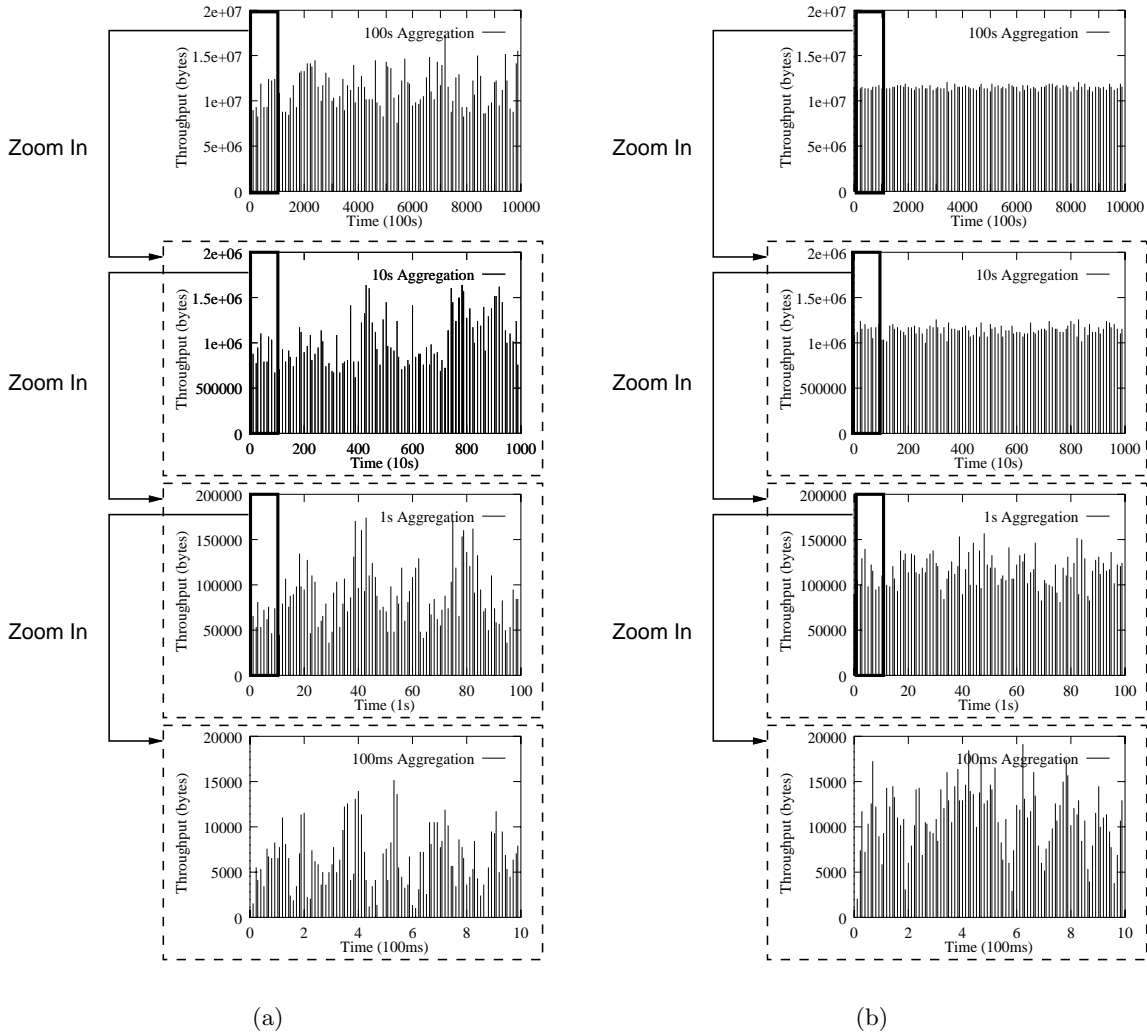 2e+07
100s Aggregation
1.5e+07
1e+07
5e+06
0
Throughput (bytes)
0 2000 4000 6000 8000 10000
Time (100s)
Zoom In
2e+06
10s Aggregation
1.5e+06
1e+06
500000
0
Throughput (bytes)
0 200 400 600 800 1000
Time (10s)
Zoom In
200000
1s Aggregation
150000
100000
50000
0
Throughput (bytes)
0 20 40 60 80 100
Time (1s)
Zoom In
20000
100ms Aggregation
15000
10000
5000
0
Throughput (bytes)
0 2 4 6 8 10
Time (100ms)
(a)
2e+07
100s Aggregation
1.5e+07
1e+07
5e+06
0
Throughput (bytes)
0 2000 4000 6000 8000 10000
Time (100s)
Zoom In
2e+06
10s Aggregation
1.5e+06
1e+06
500000
0
Throughput (bytes)
0 200 400 600 800 1000
Time (10s)
Zoom In
200000
1s Aggregation
150000
100000
50000
0
Throughput (bytes)
0 20 40 60 80 100
Time (1s)
Zoom In
20000
100ms Aggregation
15000
10000
5000
0
Throughput (bytes)
0 2 4 6 8 10
Time (100ms)
(b)